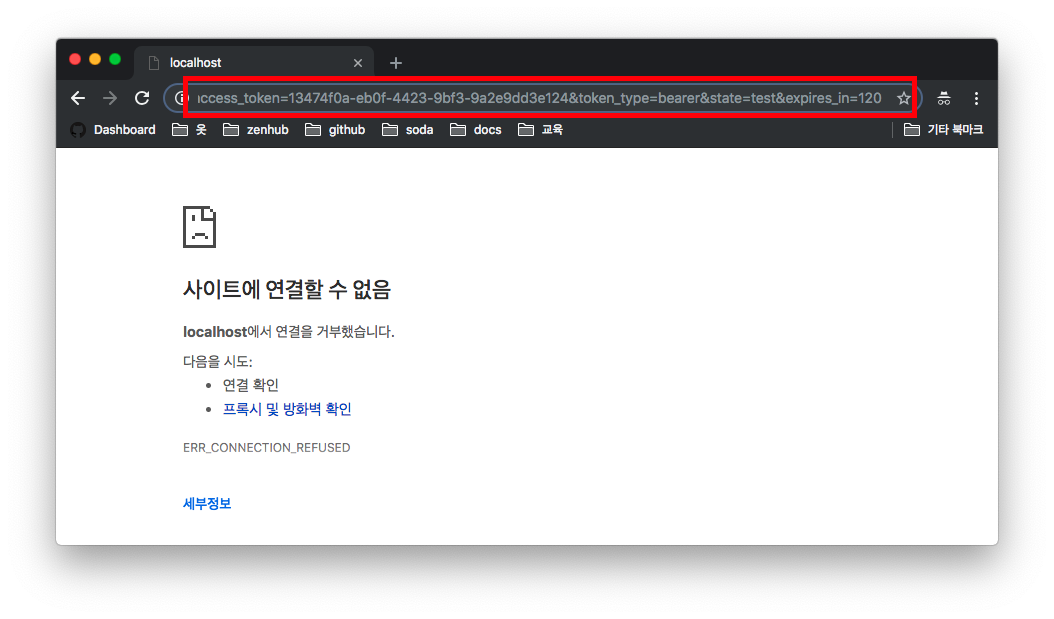 localhost
access_token=13474f0a-eb0f-4423-9bf3-9a2e9dd3e124&token_type=bearer&state=test&expires_in=120
Dashboard 옷 zenhub github soda docs 교육 기타 북마크
사이트에 연결할 수 없음
localhost에서 연결을 거부했습니다.
다음을 시도:
• 연결 확인
• 프록시 및 방화벽 확인
ERR_CONNECTION_REFUSED
세부정보